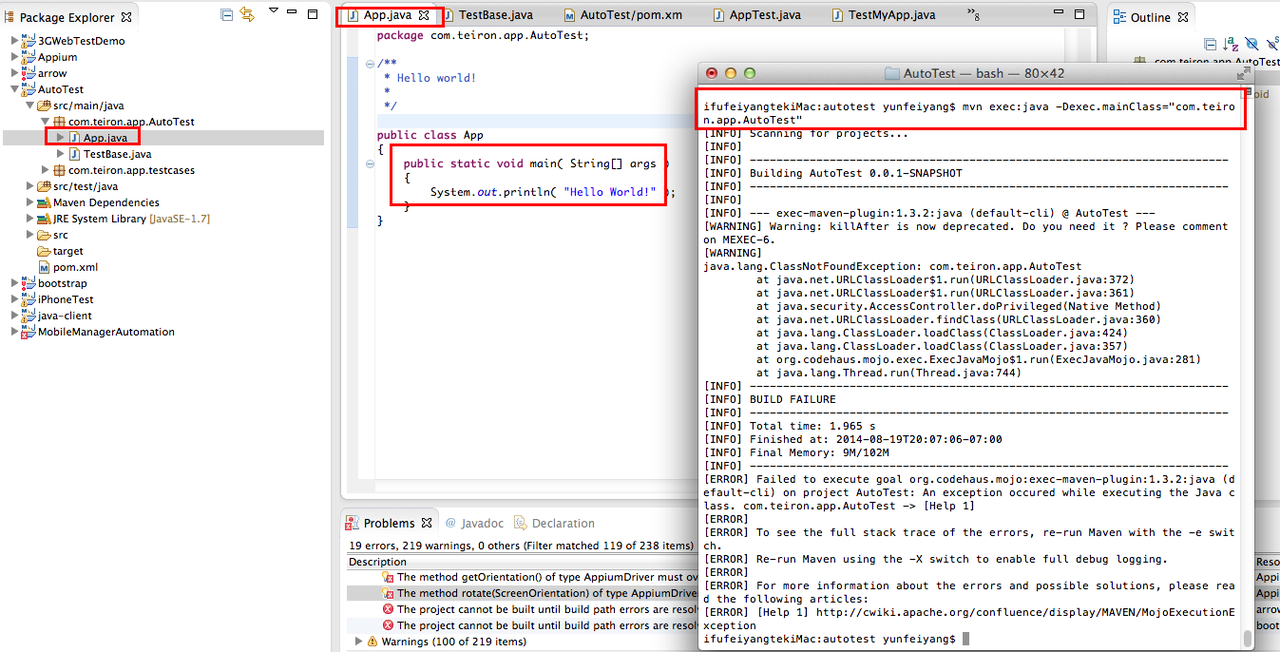 Package Explorer
3GWebTestDemo
Appium
arrow
AutoTest
src/main/java
com.teiron.app.AutoTest
App.java
TestBase.java
com.teiron.app.testcases
src/test/java
Maven Dependencies
JRE System Library [JavaSE-1.7]
src
target
pom.xml
bootstrap
iPhoneTest
java-client
MobileManagerAutomation
App.java TestBase.java AutoTest/pom.xm AppTest.java TestMyApp.java »8
package com.teiron.app.AutoTest;
/**
* Hello world!
*
*/
public class App
{
public static void main( String[] args )
{
System.out.println( "Hello World!" );
}
}
Outline
com.teiron.app.AutoTest
AutoTest — bash — 80×42
ifufeiyangtekiMac:autotest yunfeiyang$ mvn exec:java -Dexec.mainClass="com.teiro
n.app.AutoTest"
[INFO] Scanning for projects...
[INFO]
[INFO] ------------------------------------------------------------------------
[INFO] Building AutoTest 0.0.1-SNAPSHOT
[INFO] ------------------------------------------------------------------------
[INFO]
[INFO] --- exec-maven-plugin:1.3.2:java (default-cli) @ AutoTest ---
[WARNING] Warning: killAfter is now deprecated. Do you need it ? Please comment
on MEXEC-6.
[WARNING]
java.lang.ClassNotFoundException: com.teiron.app.AutoTest
at java.net.URLClassLoader$1.run(URLClassLoader.java:372)
at java.net.URLClassLoader$1.run(URLClassLoader.java:361)
at java.security.AccessController.doPrivileged(Native Method)
at java.net.URLClassLoader.findClass(URLClassLoader.java:360)
at java.lang.ClassLoader.loadClass(ClassLoader.java:424)
at java.lang.ClassLoader.loadClass(ClassLoader.java:357)
at org.codehaus.mojo.exec.ExecJavaMojo$1.run(ExecJavaMojo.java:281)
at java.lang.Thread.run(Thread.java:744)
[INFO] ------------------------------------------------------------------------
[INFO] BUILD FAILURE
[INFO] ------------------------------------------------------------------------
[INFO] Total time: 1.965 s
[INFO] Finished at: 2014-08-19T20:07:06-07:00
[INFO] Final Memory: 9M/102M
[INFO] ------------------------------------------------------------------------
[ERROR] Failed to execute goal org.codehaus.mojo:exec-maven-plugin:1.3.2:java (d
efault-cli) on project AutoTest: An exception occured while executing the Java c
lass. com.teiron.app.AutoTest -> [Help 1]
[ERROR]
[ERROR] To see the full stack trace of the errors, re-run Maven with the -e swit
ch.
[ERROR] Re-run Maven using the -X switch to enable full debug logging.
[ERROR]
[ERROR] For more information about the errors and possible solutions, please rea
d the following articles:
[ERROR] [Help 1] http://cwiki.apache.org/confluence/display/MAVEN/MojoExecutionE
xception
ifufeiyangtekiMac:autotest yunfeiyang$
Problems @ Javadoc Declaration
19 errors, 219 warnings, 0 others (Filter matched 119 of 238 items)
Description Reso
The method getOrientation() of type AppiumDriver must ov Appi
The method rotate(ScreenOrientation) of type AppiumDriver Appi
The project cannot be built until build path errors are resol arrow
The project cannot be built until build path errors are resol boot
Warnings (100 of 219 items)